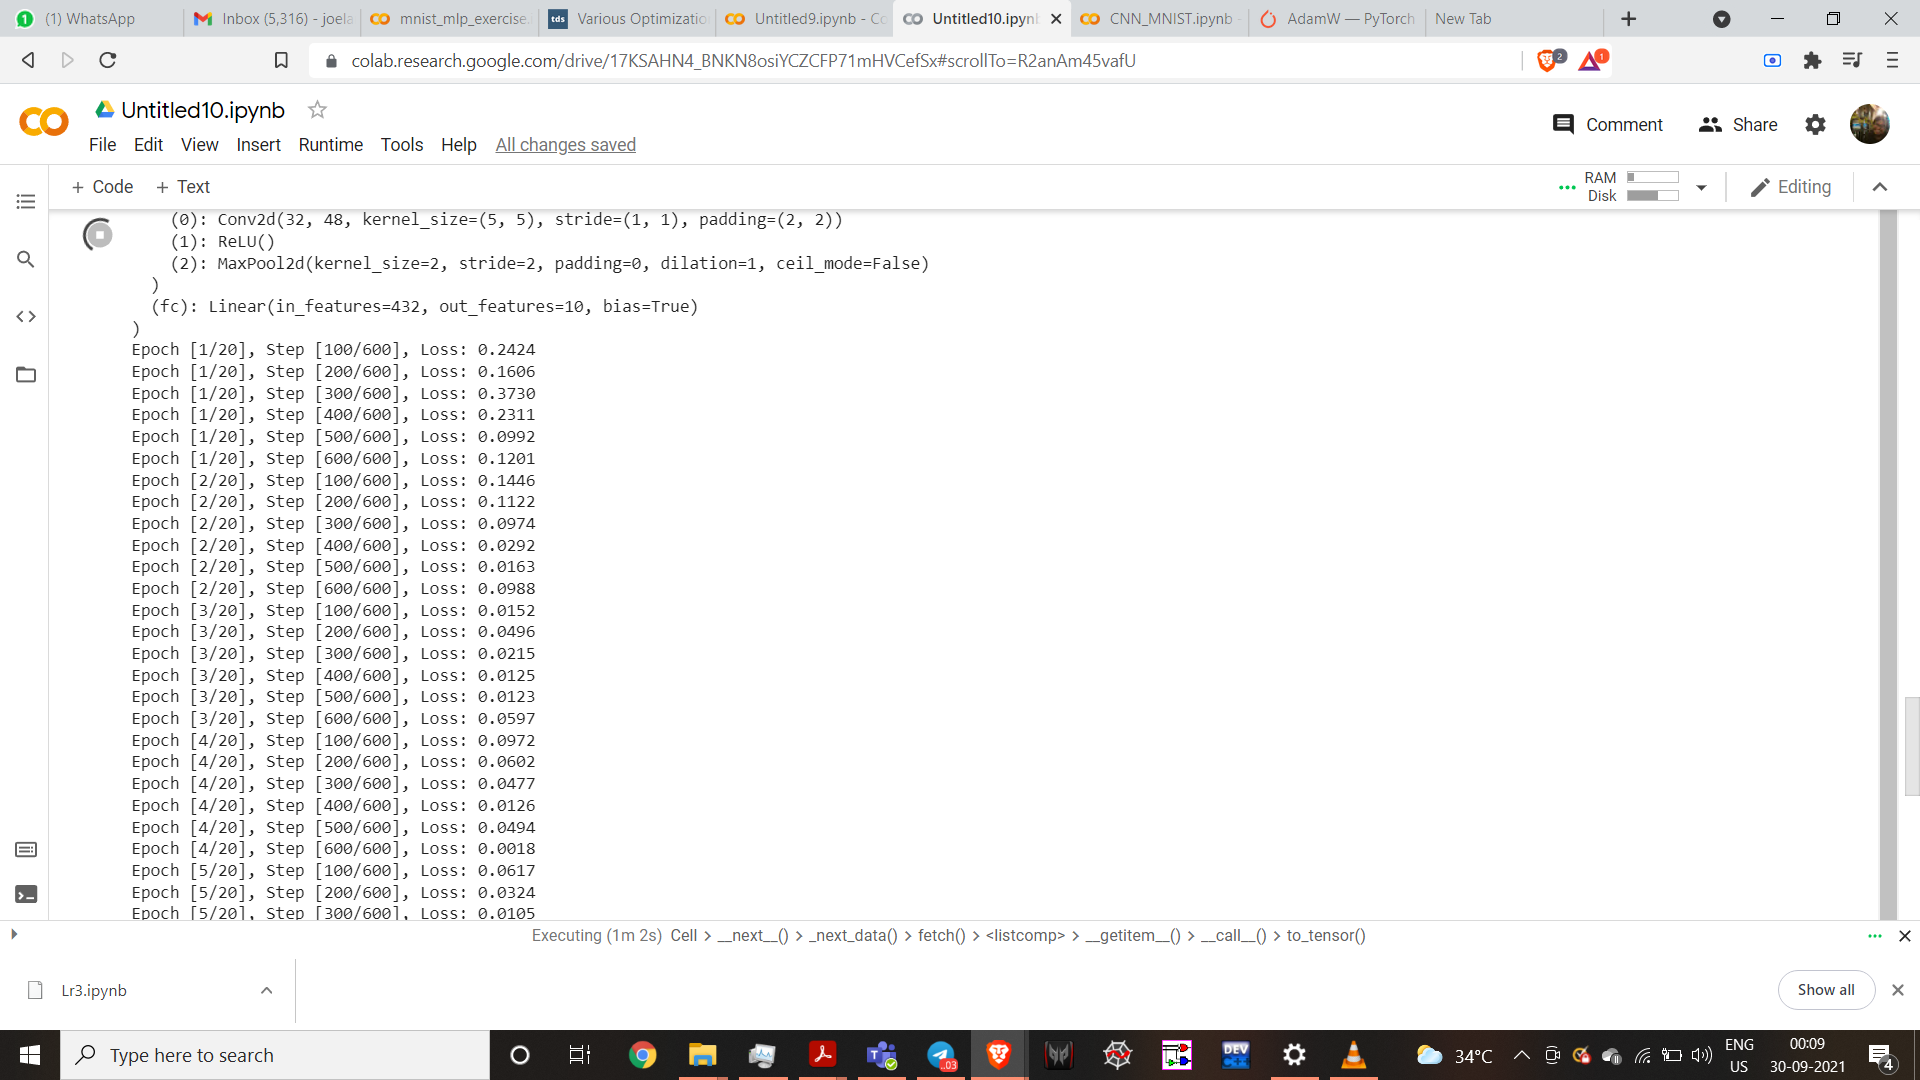 (1) WhatsApp
Inbox (5,316) - joela
mnist_mlp_exercise.
tds Various Optimizatio
Untitled9.ipynb - Co
Untitled10.ipynb
CNN_MNIST.ipynb -
AdamW — PyTorch
New Tab
colab.research.google.com/drive/17KSAHN4_BNKN8osiYCZCFP71mHVCefSx#scrollTo=R2anAm45vafU
2
1
Untitled10.ipynb
Comment
Share
File Edit View Insert Runtime Tools Help All changes saved
+ Code + Text
RAM
Disk
Editing
(0): Conv2d(32, 48, kernel_size=(5, 5), stride=(1, 1), padding=(2, 2))
(1): ReLU()
(2): MaxPool2d(kernel_size=2, stride=2, padding=0, dilation=1, ceil_mode=False)
)
(fc): Linear(in_features=432, out_features=10, bias=True)
)
Epoch [1/20], Step [100/600], Loss: 0.2424
Epoch [1/20], Step [200/600], Loss: 0.1606
Epoch [1/20], Step [300/600], Loss: 0.3730
Epoch [1/20], Step [400/600], Loss: 0.2311
Epoch [1/20], Step [500/600], Loss: 0.0992
Epoch [1/20], Step [600/600], Loss: 0.1201
Epoch [2/20], Step [100/600], Loss: 0.1446
Epoch [2/20], Step [200/600], Loss: 0.1122
Epoch [2/20], Step [300/600], Loss: 0.0974
Epoch [2/20], Step [400/600], Loss: 0.0292
Epoch [2/20], Step [500/600], Loss: 0.0163
Epoch [2/20], Step [600/600], Loss: 0.0988
Epoch [3/20], Step [100/600], Loss: 0.0152
Epoch [3/20], Step [200/600], Loss: 0.0496
Epoch [3/20], Step [300/600], Loss: 0.0215
Epoch [3/20], Step [400/600], Loss: 0.0125
Epoch [3/20], Step [500/600], Loss: 0.0123
Epoch [3/20], Step [600/600], Loss: 0.0597
Epoch [4/20], Step [100/600], Loss: 0.0972
Epoch [4/20], Step [200/600], Loss: 0.0602
Epoch [4/20], Step [300/600], Loss: 0.0477
Epoch [4/20], Step [400/600], Loss: 0.0126
Epoch [4/20], Step [500/600], Loss: 0.0494
Epoch [4/20], Step [600/600], Loss: 0.0018
Epoch [5/20], Step [100/600], Loss: 0.0617
Epoch [5/20], Step [200/600], Loss: 0.0324
Epoch [5/20], Step [300/600], Loss: 0.0105
Executing (1m 2s) Cell > __next__() > _next_data() > fetch() > <listcomp> > __getitem__() > __call__() > to_tensor()
Lr3.ipynb
Show all
Type here to search
..03
DEV
C++
34°C
ENG
US
00:09
30-09-2021
4